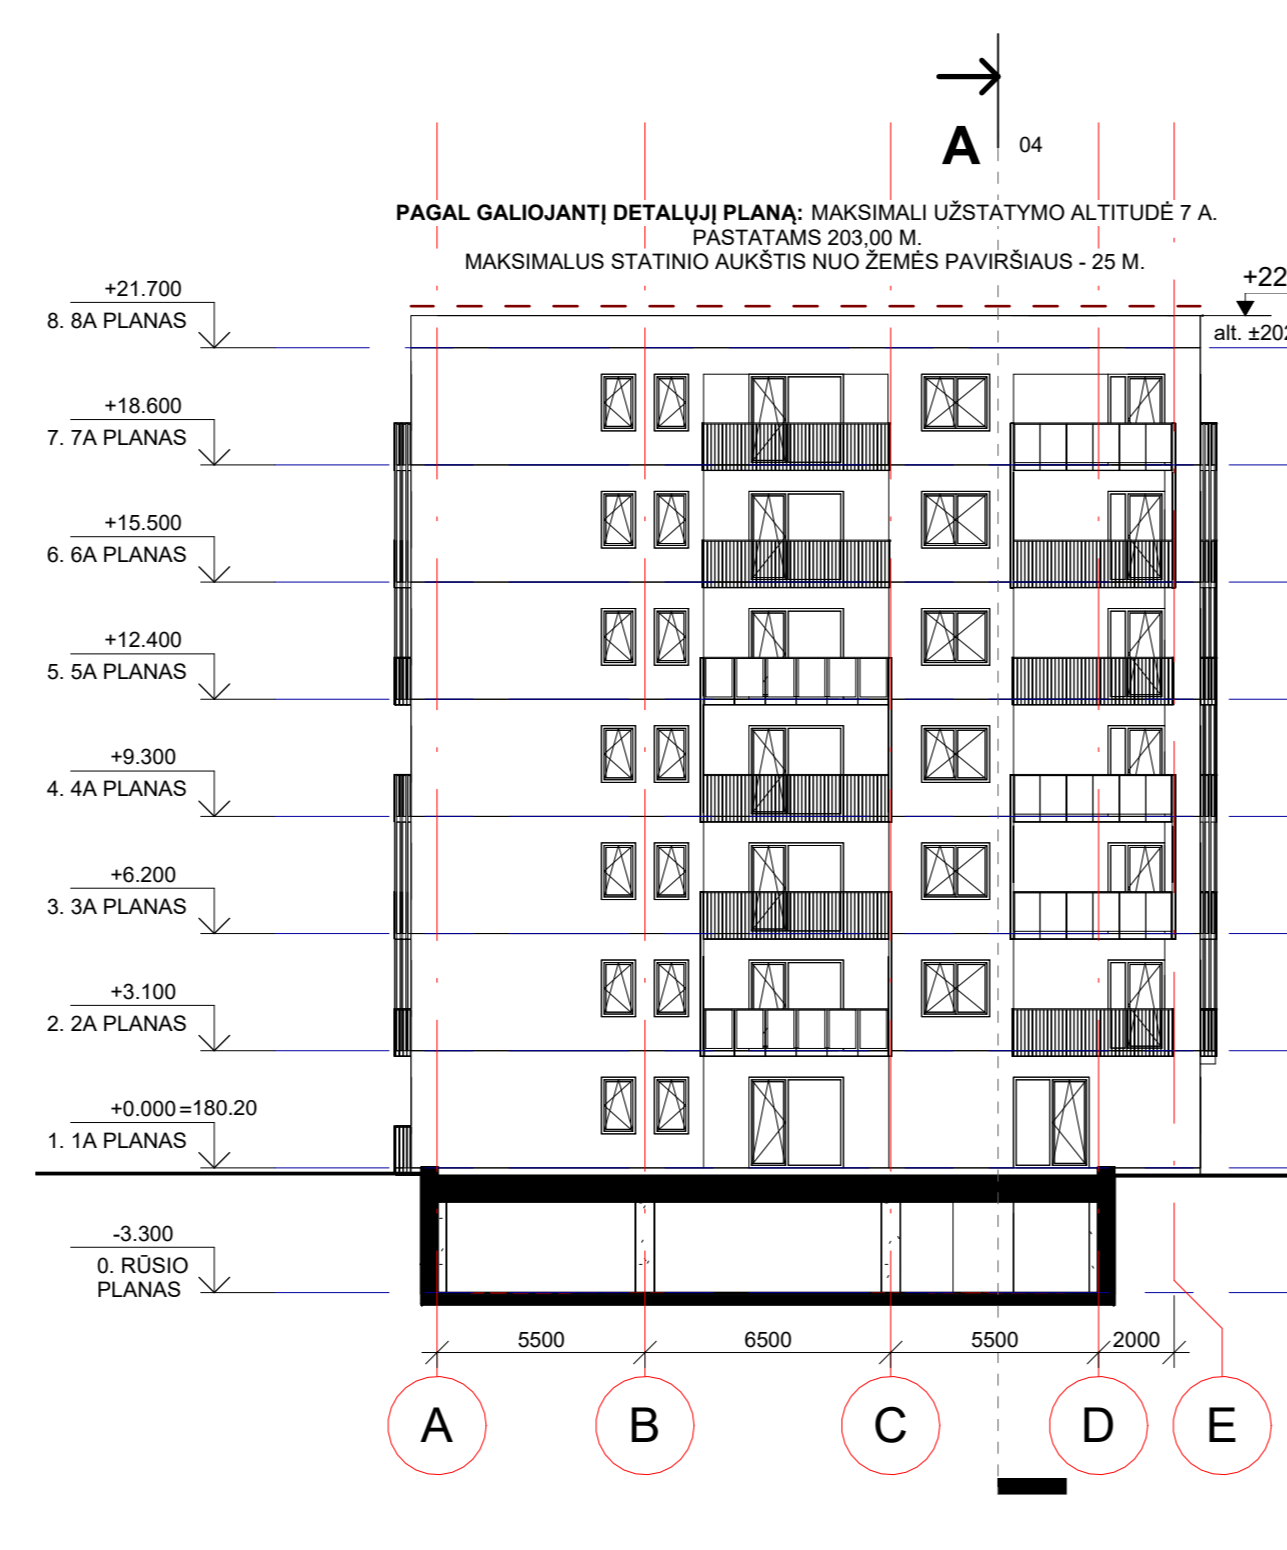 A
04
PAGAL GALIOJANTĮ DETALŲJĮ PLANĄ: MAKSIMALI UŽSTATYMO ALTITUDĖ 7 A.
PASTATAMS 203,00 M.
MAKSIMALUS STATINIO AUKŠTIS NUO ŽEMĖS PAVIRŠIAUS - 25 M.
+21.700
8. 8A PLANAS
+22
alt. ±202
+18.600
7. 7A PLANAS
+15.500
6. 6A PLANAS
+12.400
5. 5A PLANAS
+9.300
4. 4A PLANAS
+6.200
3. 3A PLANAS
+3.100
2. 2A PLANAS
+0.000=180.20
1. 1A PLANAS
-3.300
0. RŪSIO
PLANAS
5500 6500 5500 2000
A B C D E